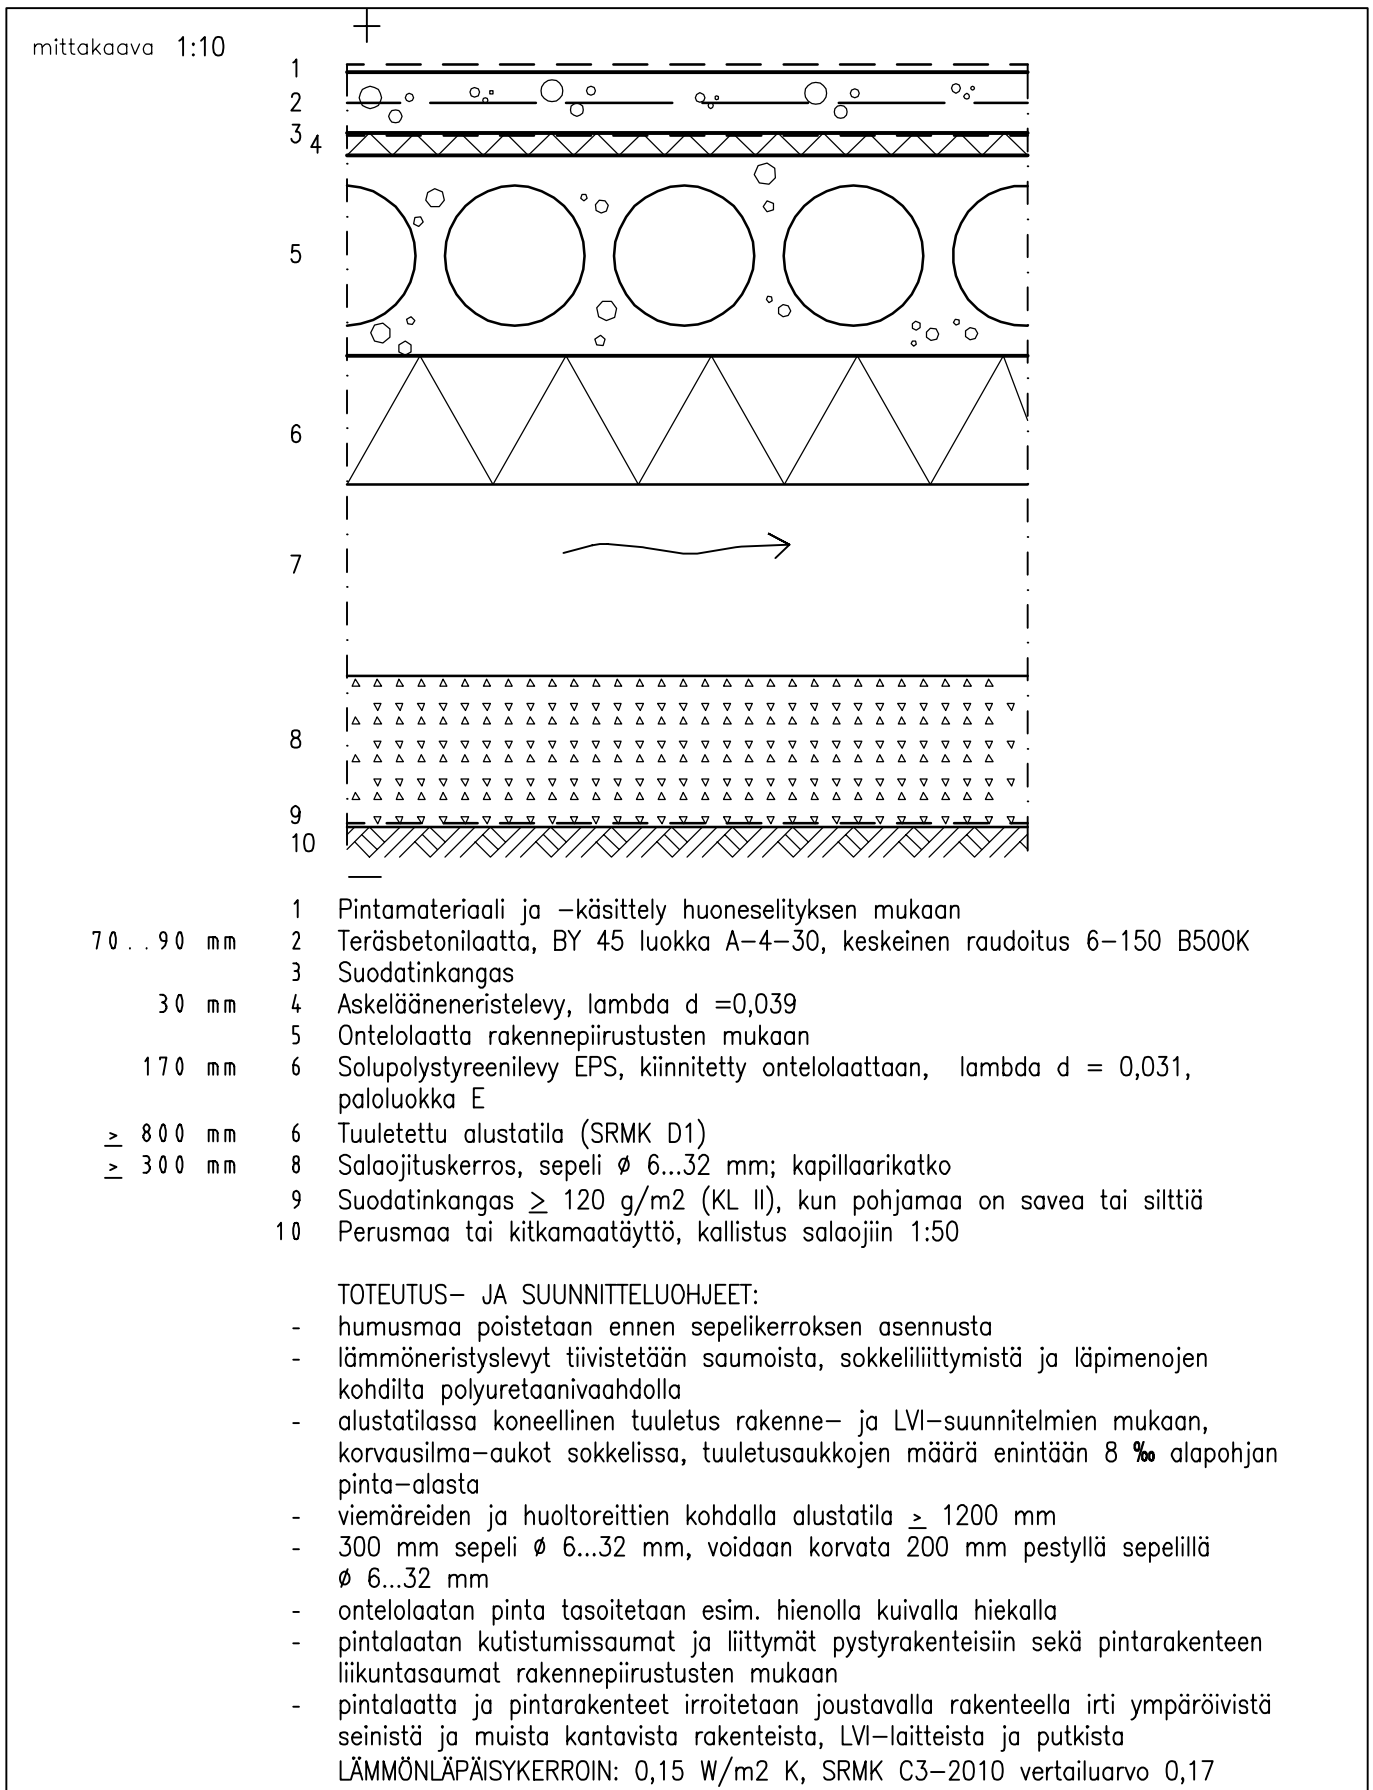 mittakaava 1:10
1
2
3
4
5
6
7
8
9
10
1 Pintamateriaali ja -käsittely huoneselityksen mukaan
70..90 mm 2 Teräsbetonilaatta, BY 45 luokka A-4-30, keskeinen raudoitus 6-150 B500K
3 Suodatinkangas
30 mm 4 Askelääneneristelevy, lambda d =0,039
5 Ontelolaatta rakennepiirustusten mukaan
170 mm 6 Solupolystyreenilevy EPS, kiinnitetty ontelolaattaan, lambda d = 0,031,
paloluokka E
≥ 800 mm 6 Tuuletettu alustatila (SRMK D1)
≥ 300 mm 8 Salaojituskerros, sepeli ø 6...32 mm; kapillaarikatko
9 Suodatinkangas ≥ 120 g/m2 (KL II), kun pohjamaa on savea tai silttiä
10 Perusmaa tai kitkamaatäyttö, kallistus salaojiin 1:50
TOTEUTUS- JA SUUNNITTELUOHJEET:
- humusmaa poistetaan ennen sepelikerroksen asennusta
- lämmöneristyslevyt tiivistetään saumoista, sokkeliliittymistä ja läpimenojen
kohdilta polyuretaanivaahdolla
- alustatilassa koneellinen tuuletus rakenne- ja LVI-suunnitelmien mukaan,
korvausilma-aukot sokkelissa, tuuletusaukkojen määrä enintään 8 ‰ alapohjan
pinta-alasta
- viemäreiden ja huoltoreittien kohdalla alustatila ≥ 1200 mm
- 300 mm sepeli ø 6...32 mm, voidaan korvata 200 mm pestyllä sepelillä
ø 6...32 mm
- ontelolaatan pinta tasoitetaan esim. hienolla kuivalla hiekalla
- pintalaatan kutistumissaumat ja liittymät pystyrakenteisiin sekä pintarakenteen
liikuntasaumat rakennepiirustusten mukaan
- pintalaatta ja pintarakenteet irroitetaan joustavalla rakenteella irti ympäröivistä
seinistä ja muista kantavista rakenteista, LVI-laitteista ja putkista
LÄMMÖNLÄPÄISYKERROIN: 0,15 W/m2 K, SRMK C3-2010 vertailuarvo 0,17